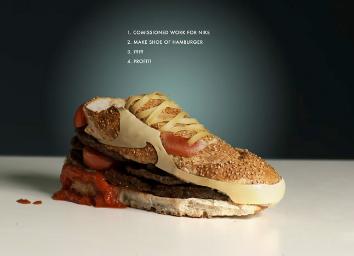 1. COMISSIONED WORK FOR NIKE
2. MAKE SHOE OF HAMBURGER
3. !?!?!
4. PROFIT!